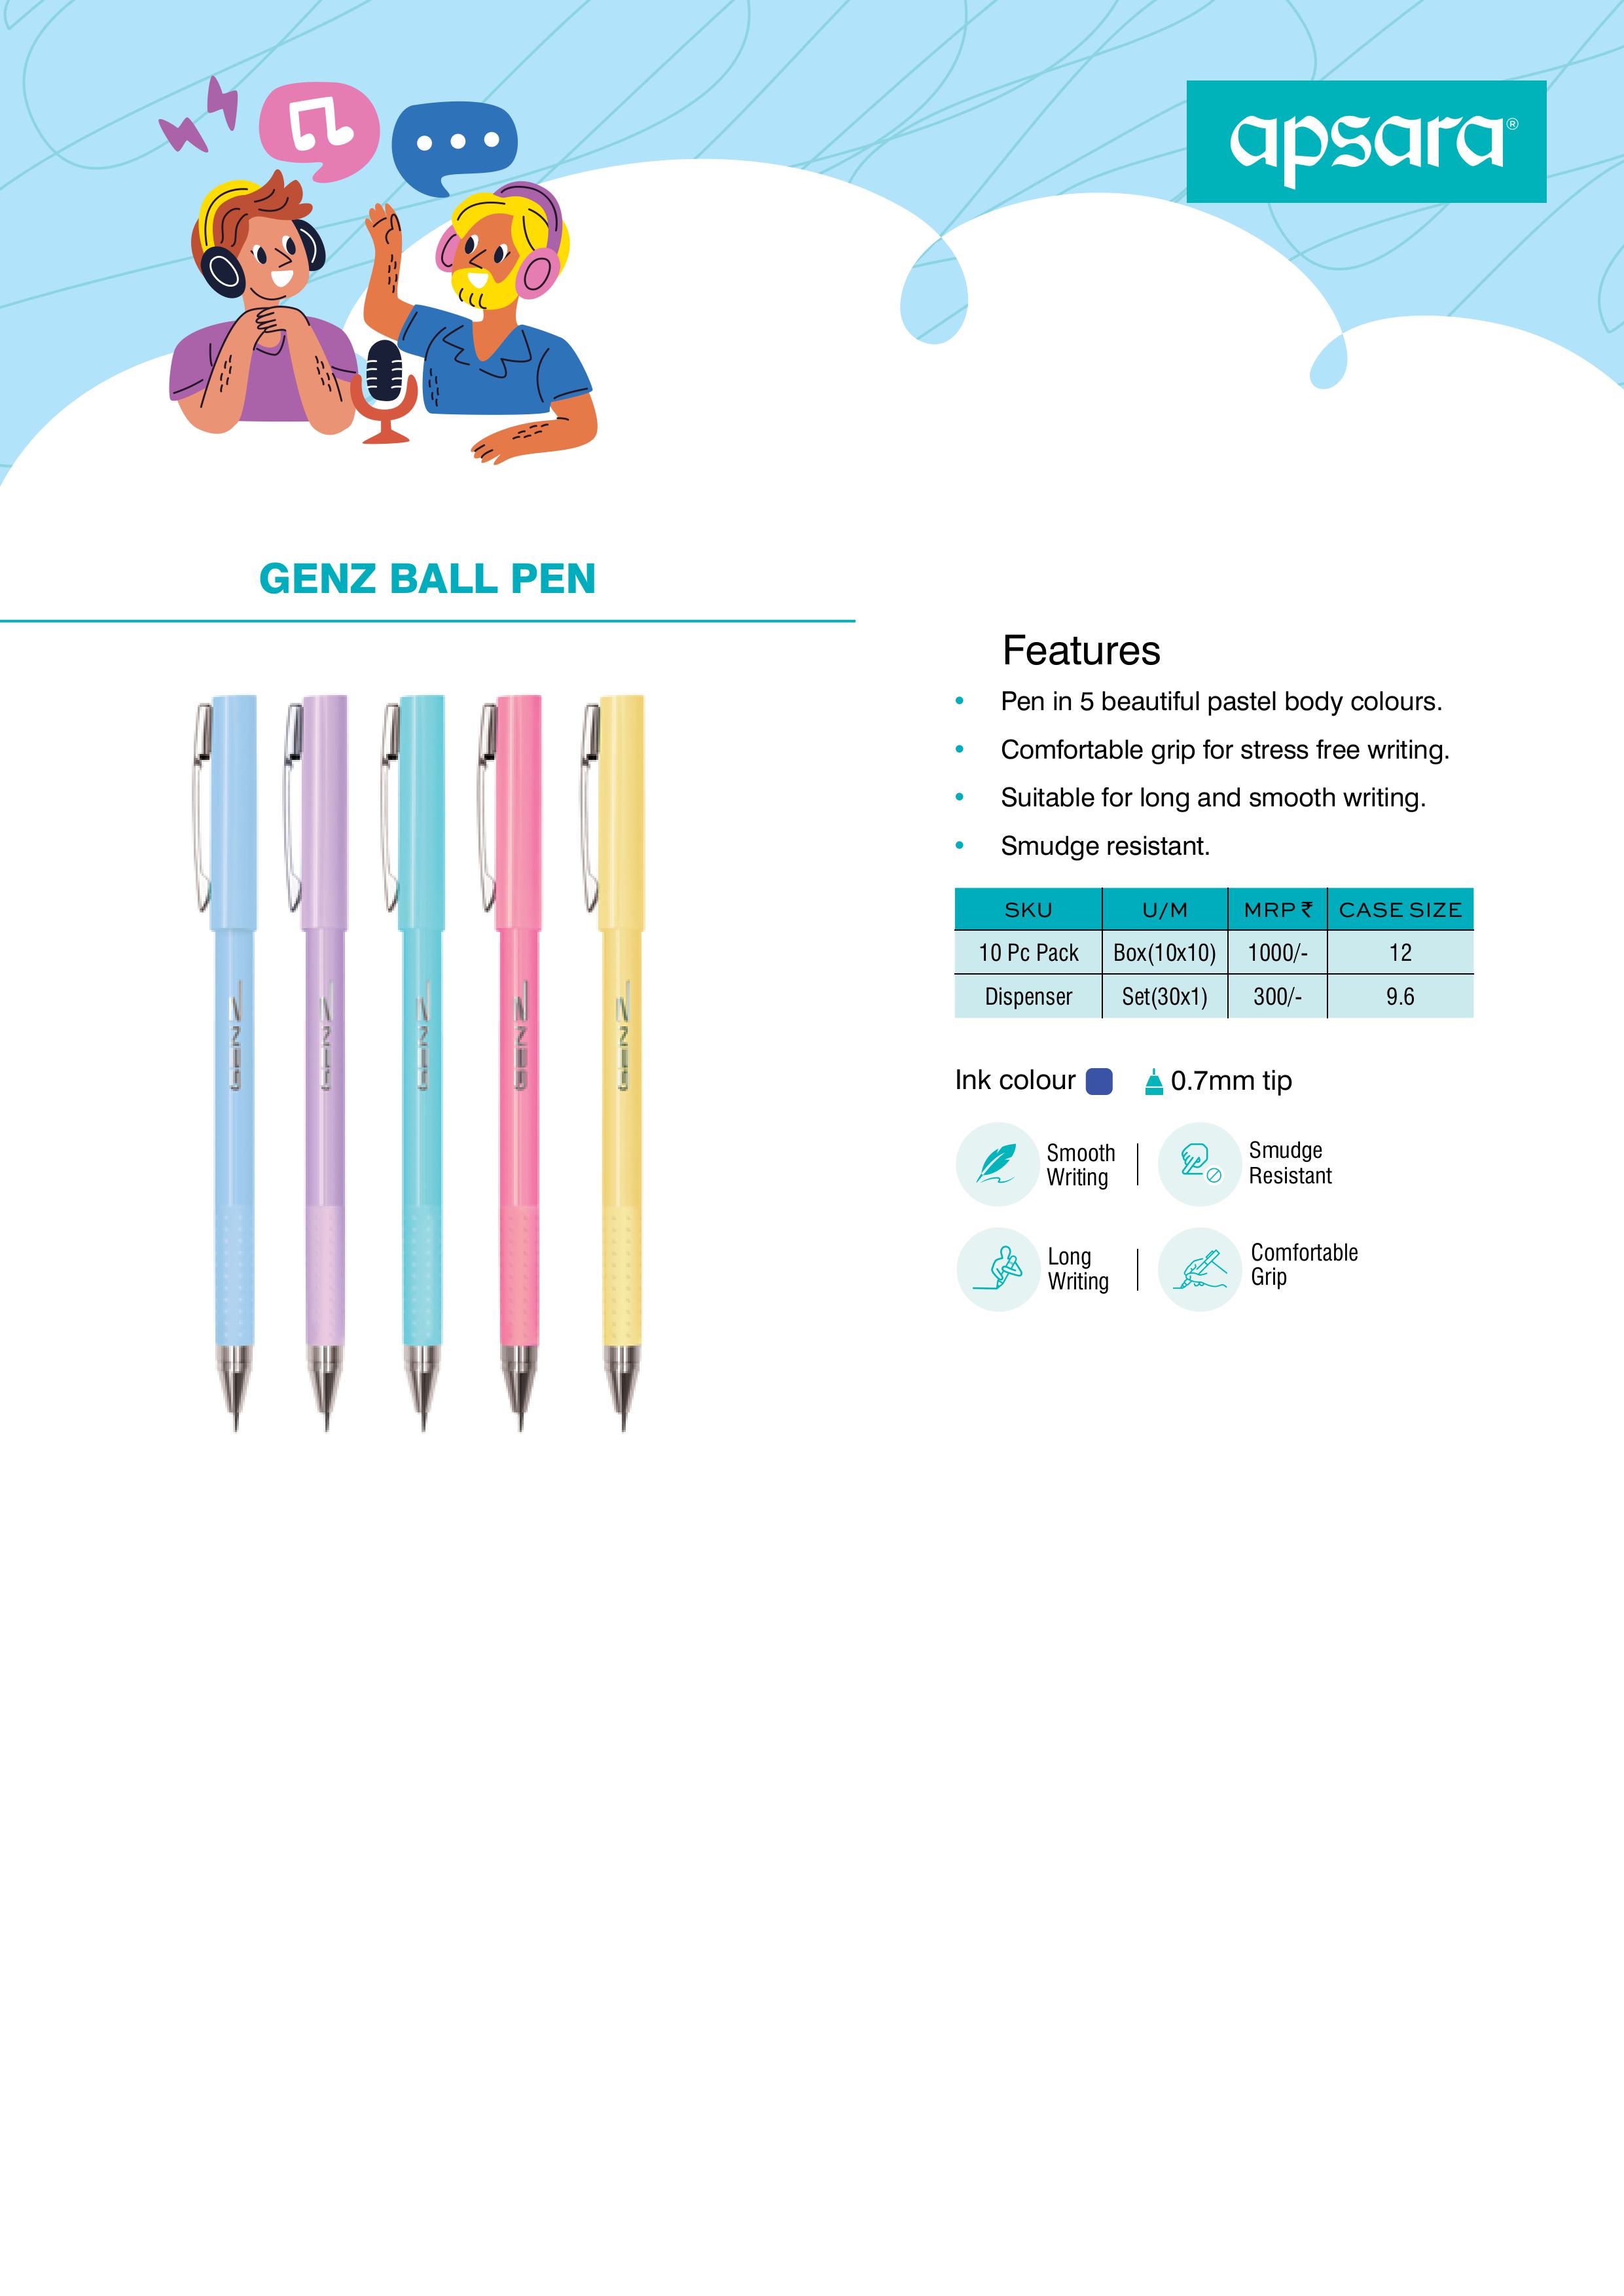 apsara®
GENZ BALL PEN
GENZ
GENZ
GENZ
GENZ
GENZ
Features
• Pen in 5 beautiful pastel body colours.
• Comfortable grip for stress free writing.
• Suitable for long and smooth writing.
• Smudge resistant.
SKU U/M MRP ₹ CASE SIZE
10 Pc Pack Box(10x10) 1000/- 12
Dispenser Set(30x1) 300/- 9.6
Ink colour 0.7mm tip
Smooth
Writing
Smudge
Resistant
Long
Writing
Comfortable
Grip